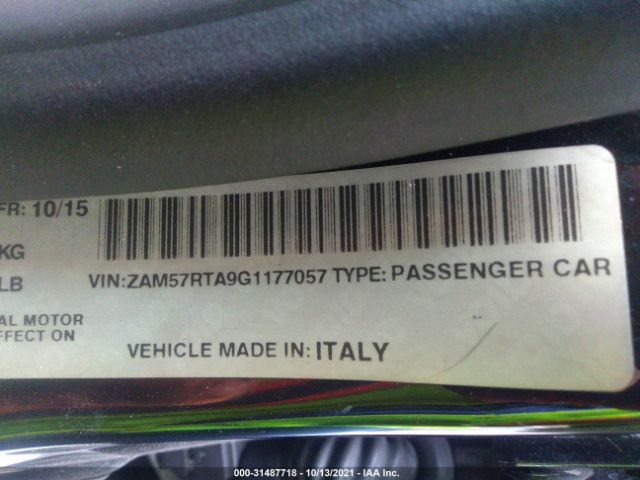 FR: 10/15
KG
LB
VIN:ZAM57RTA9G1177057 TYPE: PASSENGER CAR
AL MOTOR
EFFECT ON
VEHICLE MADE IN: ITALY
000-31487718 - 10/13/2021 - IAA Inc.